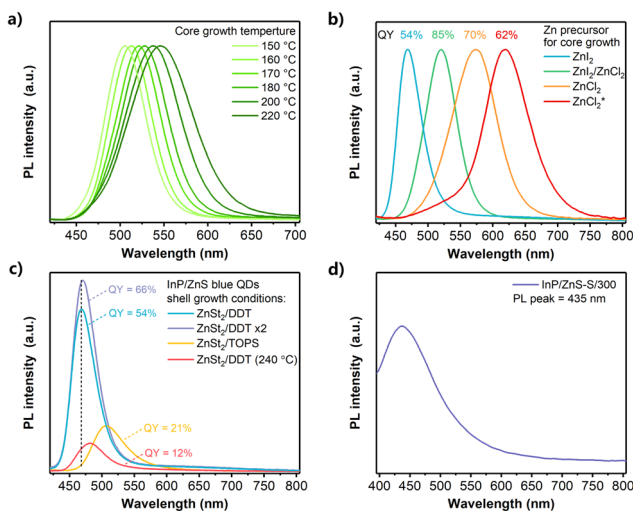 a)
Core growth temperture
150 °C
160 °C
170 °C
180 °C
200 °C
220 °C
PL intensity (a.u.)
450 500 550 600 650 700
Wavelength (nm)
b)
QY 54% 85% 70% 62%
Zn precursor
for core growth
ZnI₂
ZnI₂/ZnCl₂
ZnCl₂
ZnCl₂*
PL intensity (a.u.)
400 450 500 550 600 650 700 750 800
Wavelength (nm)
c)
InP/ZnS blue QDs
shell growth conditions:
ZnSt₂/DDT
ZnSt₂/DDT x2
ZnSt₂/TOPS
ZnSt₂/DDT (240 °C)
QY = 66%
QY = 54%
QY = 21%
QY = 12%
PL intensity (a.u.)
450 500 550 600 650 700 750 800
Wavelength (nm)
d)
InP/ZnS-S/300
PL peak = 435 nm
PL intensity (a.u.)
400 450 500 550 600 650 700 750 800
Wavelength (nm)